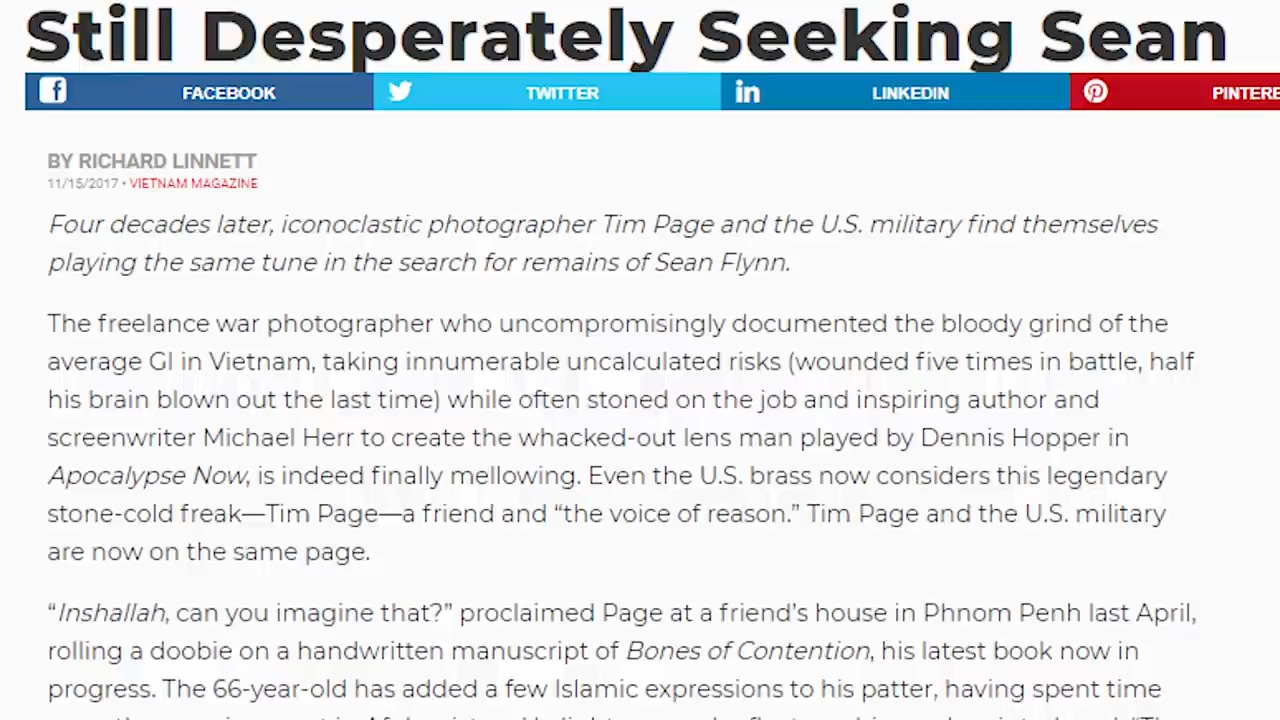 Still Desperately Seeking Sean
FACEBOOK
TWITTER
LINKEDIN
BY RICHARD LINNETT
11/15/2017 • VIETNAM MAGAZINE
Four decades later, iconoclastic photographer Tim Page and the U.S. military find themselves
playing the same tune in the search for remains of Sean Flynn.
The freelance war photographer who uncompromisingly documented the bloody grind of the
average GI in Vietnam, taking innumerable uncalculated risks (wounded five times in battle, half
his brain blown out the last time) while often stoned on the job and inspiring author and
screenwriter Michael Herr to create the whacked-out lens man played by Dennis Hopper in
Apocalypse Now, is indeed finally mellowing. Even the U.S. brass now considers this legendary
stone-cold freak—Tim Page—a friend and “the voice of reason.” Tim Page and the U.S. military
are now on the same page.
“Inshallah, can you imagine that?” proclaimed Page at a friend’s house in Phnom Penh last April,
rolling a doobie on a handwritten manuscript of Bones of Contention, his latest book now in
progress. The 66-year-old has added a few Islamic expressions to his patter, having spent time